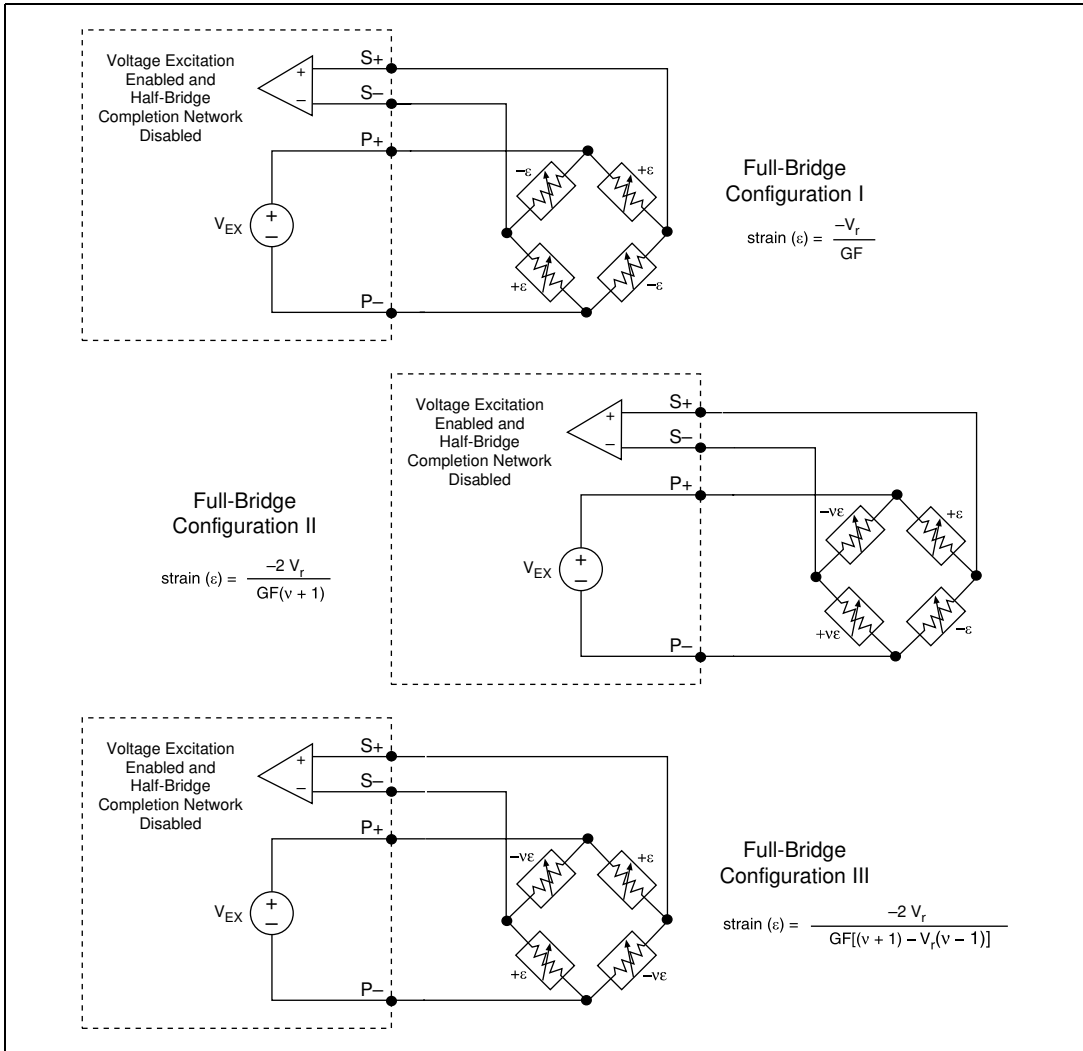 Voltage Excitation
Enabled and
Half-Bridge
Completion Network
Disabled
+
−
S+
S−
P+
V_EX
+
−
P−
−ε
+ε
+ε
−ε
Full-Bridge
Configuration I
strain (ε) = −V_r / GF
Voltage Excitation
Enabled and
Half-Bridge
Completion Network
Disabled
+
−
S+
S−
P+
V_EX
+
−
P−
−νε
+ε
+νε
−ε
Full-Bridge
Configuration II
strain (ε) = −2 V_r / GF(ν + 1)
Voltage Excitation
Enabled and
Half-Bridge
Completion Network
Disabled
+
−
S+
S−
P+
V_EX
+
−
P−
−νε
+ε
+ε
−νε
Full-Bridge
Configuration III
strain (ε) = −2 V_r / GF[(ν + 1) − V_r(ν − 1)]